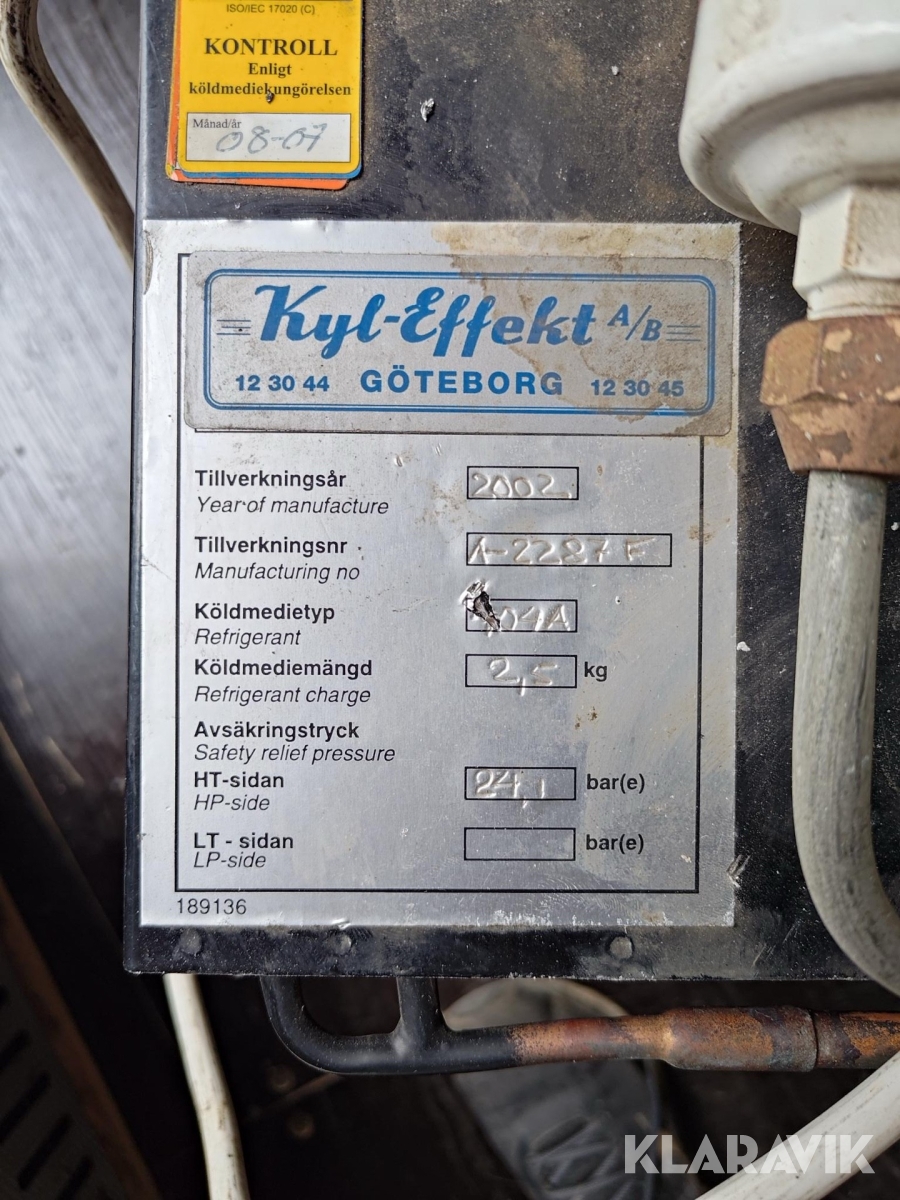 ISO/IEC 17020 (C)
KONTROLL
Enligt
köldmediekungörelsen
Månad/år
08-07
Kyl-Effekt A/B
12 30 44 GÖTEBORG 12 30 45
Tillverkningsår 2002
Year of manufacture
Tillverkningsnr A-2287 E
Manufacturing no
Köldmedietyp 404A
Refrigerant
Köldmediemängd 2,5 kg
Refrigerant charge
Avsäkringstryck
Safety relief pressure
HT-sidan 24,1 bar(e)
HP-side
LT - sidan bar(e)
LP-side
189136
KLARAVIK